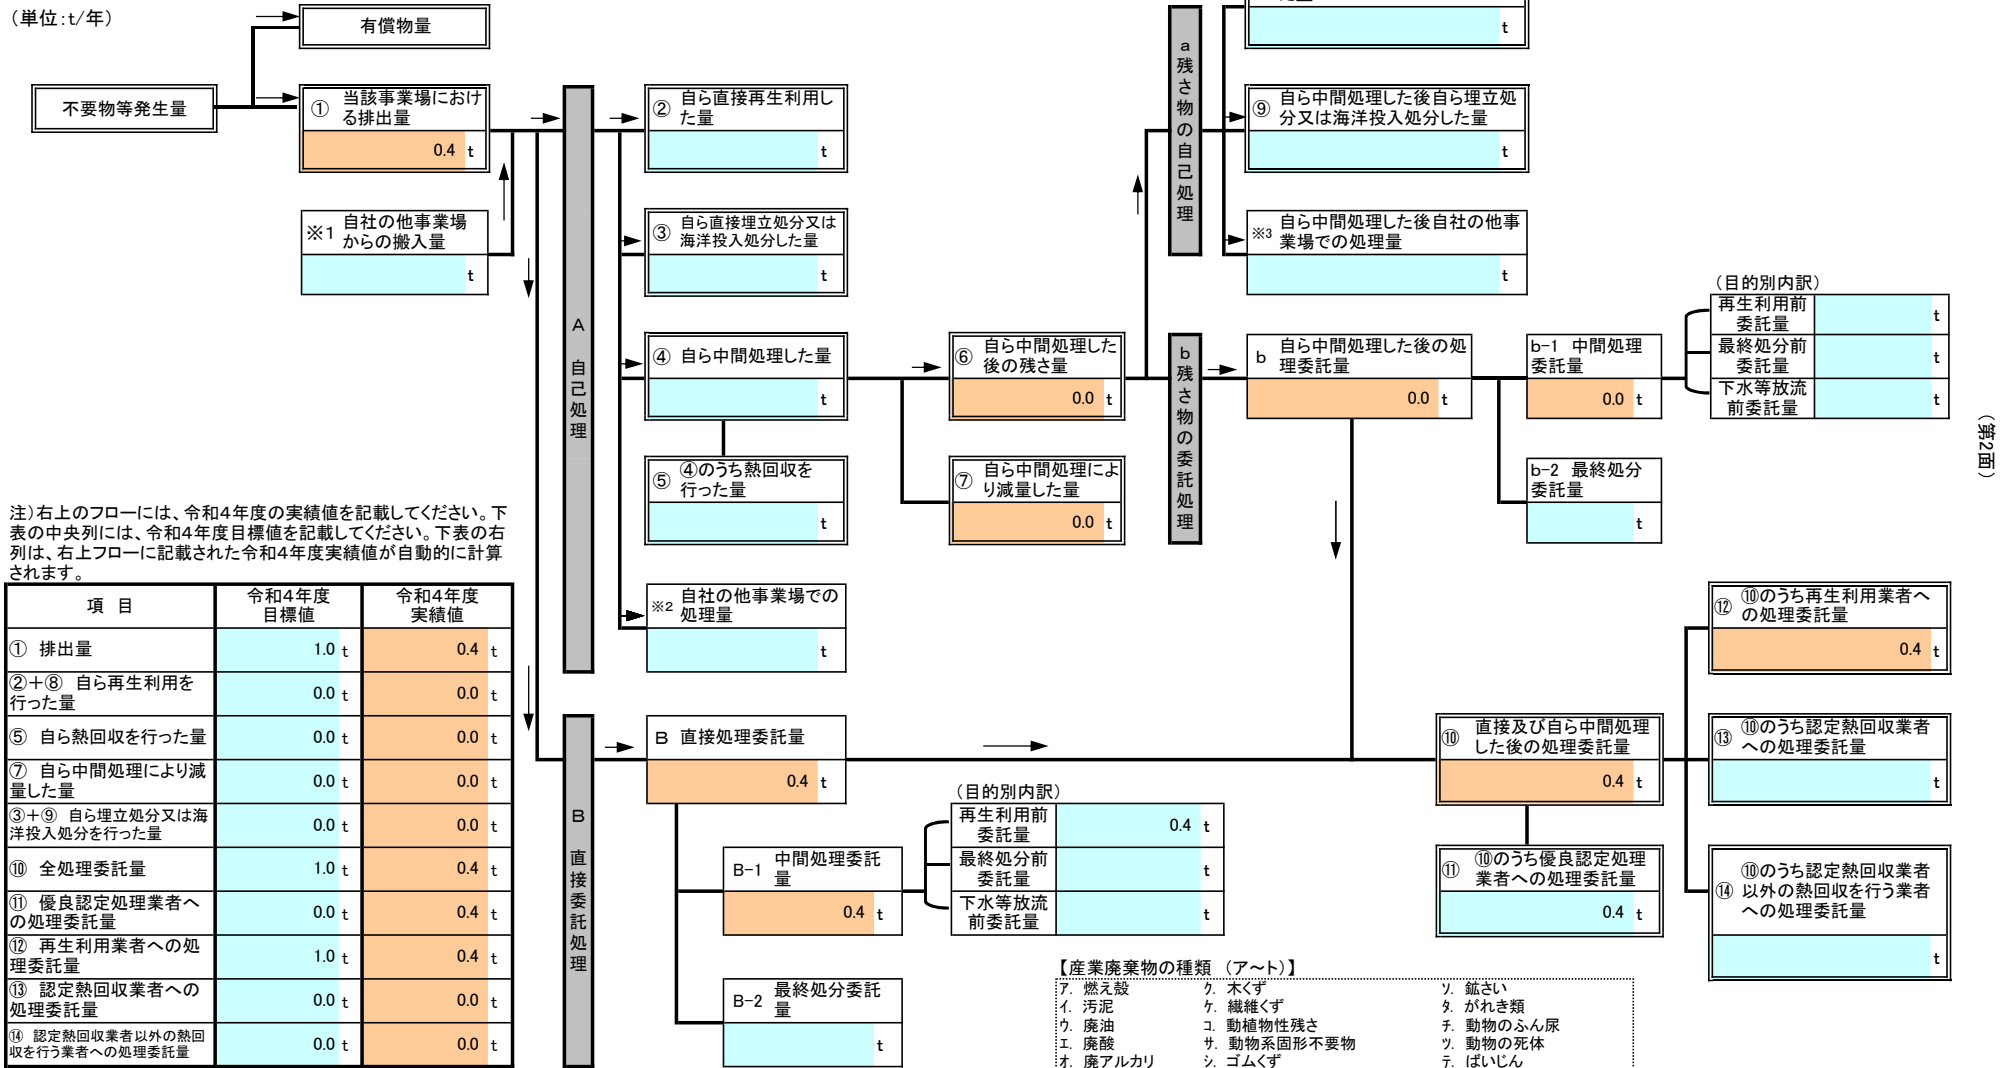 （単位：t/年）
有償物量
不要物等発生量
① 当該事業場におけ
る排出量
0.4 t
※1 自社の他事業場
からの搬入量
t
A 自己処理
② 自ら直接再生利用し
た量
t
③ 自ら直接埋立処分又は
海洋投入処分した量
t
④ 自ら中間処理した量
t
⑤ ④のうち熱回収を
行った量
t
※2 自社の他事業場での
処理量
t
⑥ 自ら中間処理した
後の残さ量
0.0 t
⑦ 自ら中間処理によ
り減量した量
0.0 t
a残さ物の自己処理
t
⑨ 自ら中間処理した後自ら埋立処
分又は海洋投入処分した量
t
※3 自ら中間処理した後自社の他事
業場での処理量
t
b残さ物の委託処理
b 自ら中間処理した後の処
理委託量
0.0 t
b-1 中間処理
委託量
0.0 t
b-2 最終処分
委託量
t
（目的別内訳）
再生利用前
委託量
t
最終処分前
委託量
t
下水等放流
前委託量
t
（第2面）
注）右上のフローには、令和4年度の実績値を記載してください。下
表の中央列には、令和4年度目標値を記載してください。下表の右
列は、右上フローに記載された令和4年度実績値が自動的に計算
されます。
項 目 令和4年度 目標値 令和4年度 実績値
① 排出量 1.0 t 0.4 t
②＋⑧ 自ら再生利用を
行った量 0.0 t 0.0 t
⑤ 自ら熱回収を行った量 0.0 t 0.0 t
⑦ 自ら中間処理により減
量した量 0.0 t 0.0 t
③＋⑨ 自ら埋立処分又は海
洋投入処分を行った量 0.0 t 0.0 t
⑩ 全処理委託量 1.0 t 0.4 t
⑪ 優良認定処理業者へ
の処理委託量 0.0 t 0.4 t
⑫ 再生利用業者への処
理委託量 1.0 t 0.4 t
⑬ 認定熱回収業者への
処理委託量 0.0 t 0.0 t
⑭ 認定熱回収業者以外の熱回
収を行う業者への処理委託量 0.0 t 0.0 t
B 直接委託処理
B 直接処理委託量
0.4 t
B-1 中間処理委託
量
0.4 t
B-2 最終処分委託
量
t
（目的別内訳）
再生利用前
委託量
0.4 t
最終処分前
委託量
t
下水等放流
前委託量
t
⑩ 直接及び自ら中間処理
した後の処理委託量
0.4 t
⑪ ⑩のうち優良認定処理
業者への処理委託量
0.4 t
⑫ ⑩のうち再生利用業者へ
の処理委託量
0.4 t
⑬ ⑩のうち認定熱回収業者
への処理委託量
t
⑭ ⑩のうち認定熱回収業者
以外の熱回収を行う業者
への処理委託量
t
【産業廃棄物の種類 （ア～ト）】
ア. 燃え殻 ク. 木くず ソ. 鉱さい
イ. 汚泥 ケ. 繊維くず タ. がれき類
ウ. 廃油 コ. 動植物性残さ チ. 動物のふん尿
エ. 廃酸 サ. 動物系固形不要物 ツ. 動物の死体
オ. 廃アルカリ シ. ゴムくず テ. ばいじん